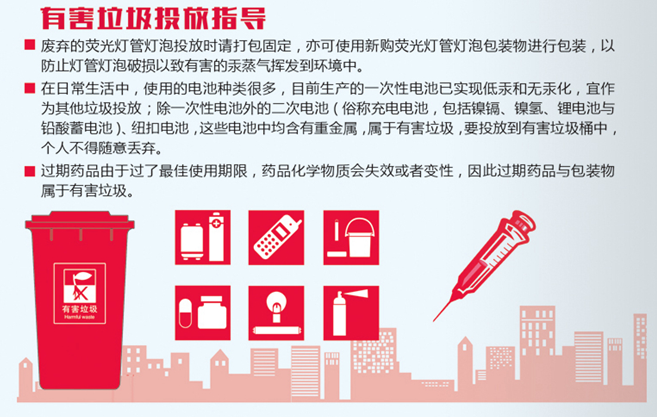 有害垃圾投放指导
废弃的荧光灯管灯泡投放时请打包固定，亦可使用新购荧光灯管灯泡包装物进行包装，以
防止灯管灯泡破损以致有害的汞蒸气挥发到环境中。
在日常生活中，使用的电池种类很多，目前生产的一次性电池已实现低汞和无汞化，宜作
为其他垃圾投放；除一次性电池外的二次电池（俗称充电电池，包括镍镉、镍氢、锂电池与
铅酸蓄电池）、纽扣电池，这些电池中均含有重金属，属于有害垃圾，要投放到有害垃圾桶中，
个人不得随意丢弃。
过期药品由于过了最佳使用期限，药品化学物质会失效或者变性，因此过期药品与包装物
属于有害垃圾。
有害垃圾
Harmful waste